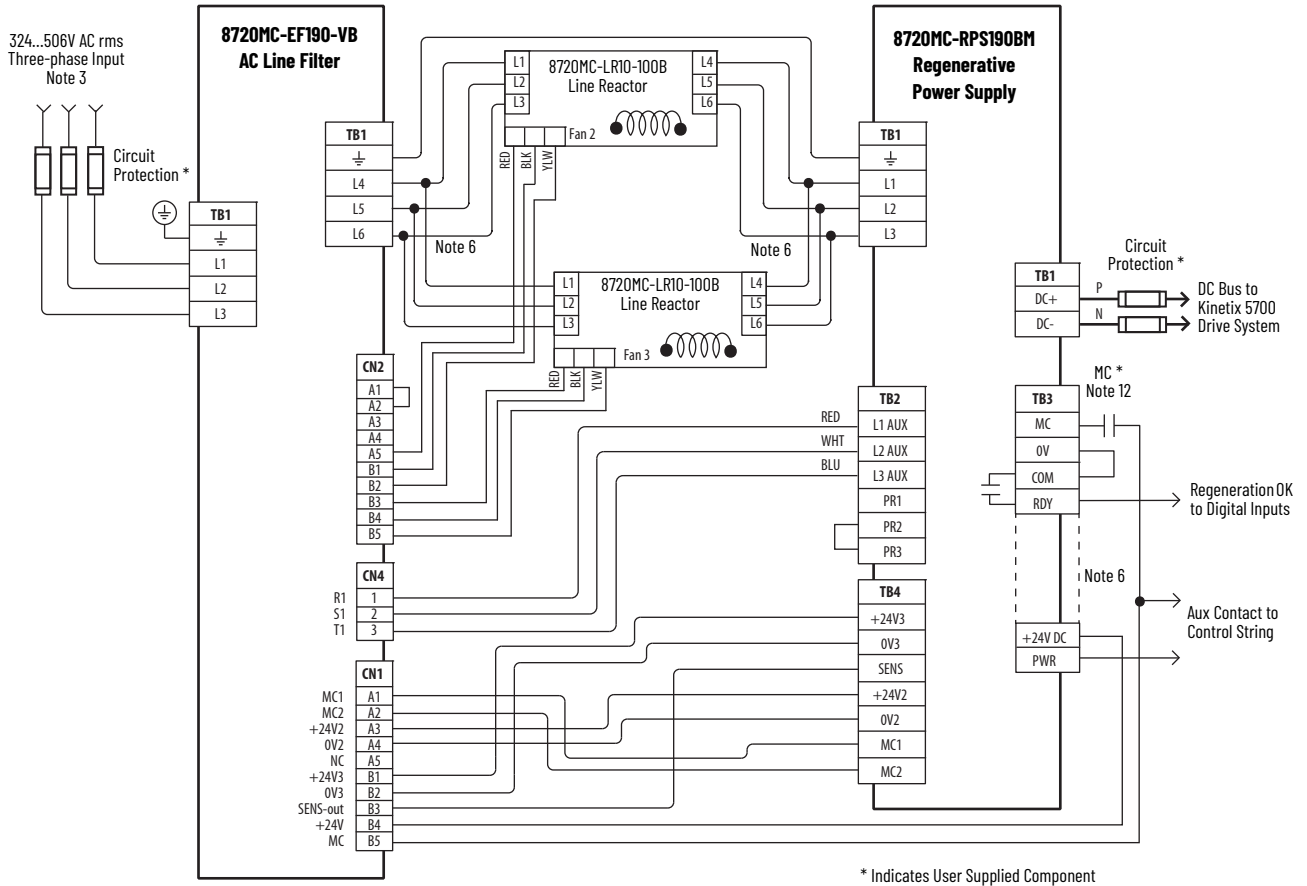 324...506V AC rms
Three-phase Input
Note 3
Circuit
Protection *
8720MC-EF190-VB
AC Line Filter
TB1
L1
L2
L3
TB1
L4
L5
L6
Note 6
L1
L2
L3
8720MC-LR10-100B
Line Reactor
L4
L5
L6
Fan 2
RED
BLK
YLW
Note 6
L1
L2
L3
8720MC-LR10-100B
Line Reactor
L4
L5
L6
Fan 3
RED
BLK
YLW
8720MC-RPS190BM
Regenerative
Power Supply
TB1
L1
L2
L3
TB1
DC+
DC-
P
N
Circuit
Protection *
DC Bus to
Kinetix 5700
Drive System
CN2
A1
A2
A3
A4
A5
B1
B2
B3
B4
B5
CN4
R1 1
S1 2
T1 3
CN1
MC1 A1
MC2 A2
+24V2 A3
0V2 A4
NC A5
+24V3 B1
0V3 B2
SENS-out B3
+24V B4
MC B5
RED
WHT
BLU
TB2
L1 AUX
L2 AUX
L3 AUX
PR1
PR2
PR3
TB4
+24V3
0V3
SENS
+24V2
0V2
MC1
MC2
MC *
Note 12
TB3
MC
0V
COM
RDY
Note 6
+24V DC
PWR
Regeneration OK
to Digital Inputs
Aux Contact to
Control String
* Indicates User Supplied Component